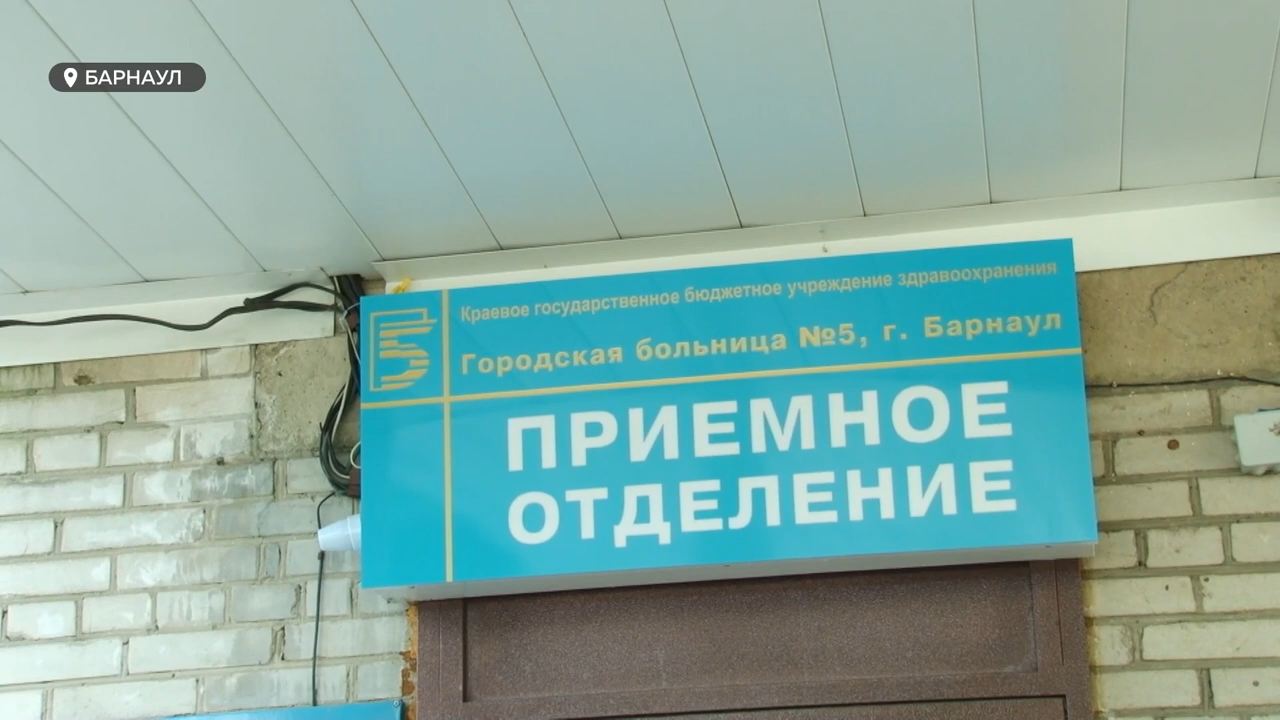 БАРНАУЛ
Краевое государственное бюджетное учреждение здравоохранения
Городская больница №5, г. Барнаул
ПРИЕМНОЕ
ОТДЕЛЕНИЕ